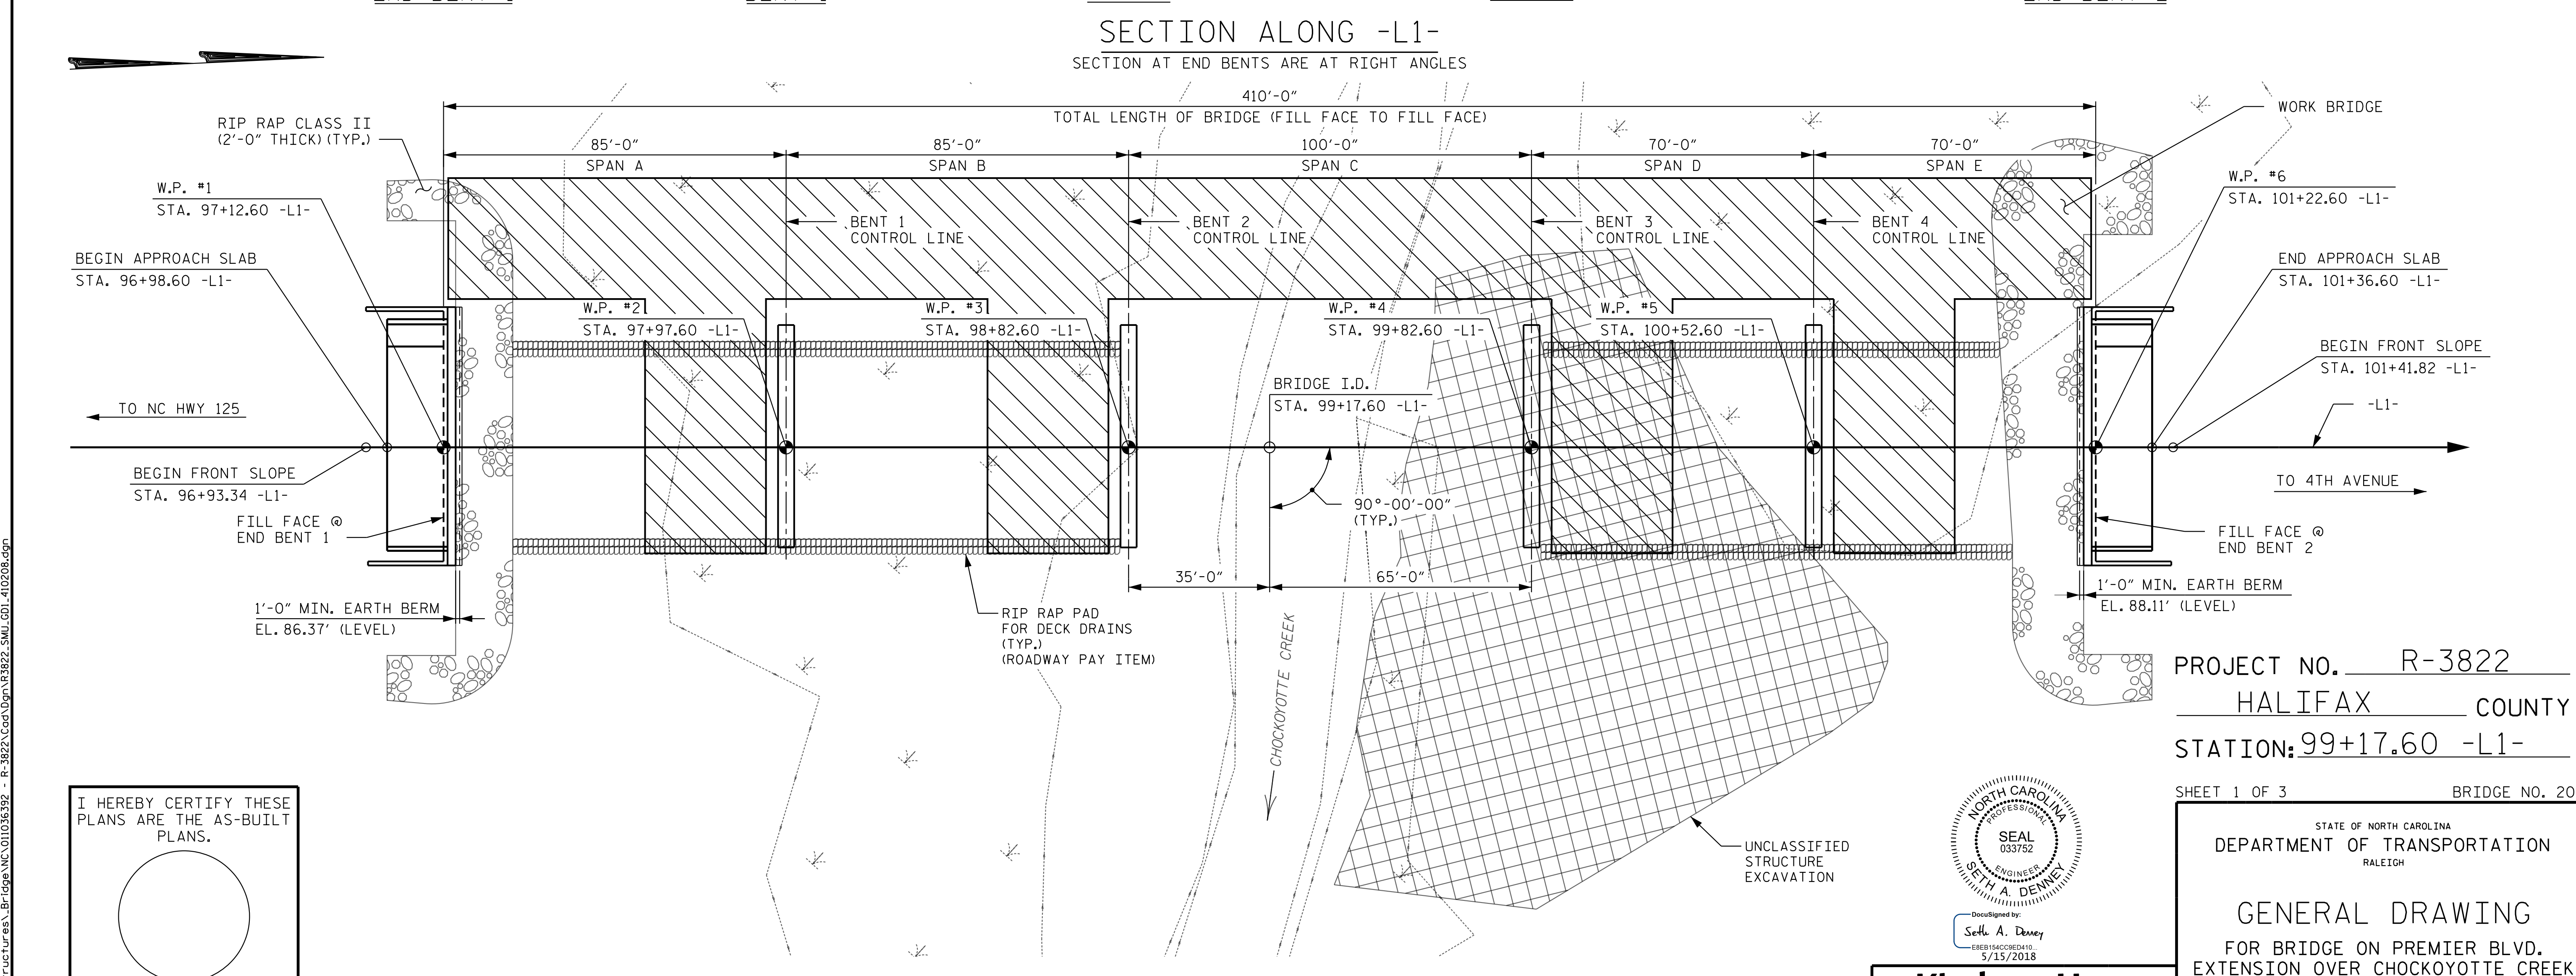 SECTION ALONG -L1-
SECTION AT END BENTS ARE AT RIGHT ANGLES
410'-0"
TOTAL LENGTH OF BRIDGE (FILL FACE TO FILL FACE)
WORK BRIDGE
RIP RAP CLASS II
(2'-0" THICK) (TYP.)
85'-0"
SPAN A
85'-0"
SPAN B
100'-0"
SPAN C
70'-0"
SPAN D
70'-0"
SPAN E
W.P. #1
STA. 97+12.60 -L1-
W.P. #6
STA. 101+22.60 -L1-
BENT 1
CONTROL LINE
BENT 2
CONTROL LINE
BENT 3
CONTROL LINE
BENT 4
CONTROL LINE
BEGIN APPROACH SLAB
STA. 96+98.60 -L1-
END APPROACH SLAB
STA. 101+36.60 -L1-
W.P. #2
STA. 97+97.60 -L1-
W.P. #3
STA. 98+82.60 -L1-
W.P. #4
STA. 99+82.60 -L1-
W.P. #5
STA. 100+52.60 -L1-
BEGIN FRONT SLOPE
STA. 101+41.82 -L1-
BRIDGE I.D.
STA. 99+17.60 -L1-
TO NC HWY 125
-L1-
BEGIN FRONT SLOPE
STA. 96+93.34 -L1-
TO 4TH AVENUE
90°-00'-00"
(TYP.)
FILL FACE @
END BENT 1
FILL FACE @
END BENT 2
35'-0"
65'-0"
1'-0" MIN. EARTH BERM
EL. 86.37' (LEVEL)
1'-0" MIN. EARTH BERM
EL. 88.11' (LEVEL)
RIP RAP PAD
FOR DECK DRAINS
(TYP.)
(ROADWAY PAY ITEM)
CHOCKOYOTTE CREEK
UNCLASSIFIED
STRUCTURE
EXCAVATION
PROJECT NO. R-3822
HALIFAX COUNTY
STATION: 99+17.60 -L1-
SHEET 1 OF 3 BRIDGE NO. 20
I HEREBY CERTIFY THESE
PLANS ARE THE AS-BUILT
PLANS.
NORTH CAROLINA
PROFESSIONAL
SEAL
033752
ENGINEER
SETH A. DENNEY
DocuSigned by:
Seth A. Denney
E8EB154CC9ED410...
5/15/2018
STATE OF NORTH CAROLINA
DEPARTMENT OF TRANSPORTATION
RALEIGH
GENERAL DRAWING
FOR BRIDGE ON PREMIER BLVD.
EXTENSION OVER CHOCKOYOTTE CREEK
ructures\_Bridge\NC\011036392 - R-3822\Cad\Dgn\R3822_SMU_GD1_410208.dgn